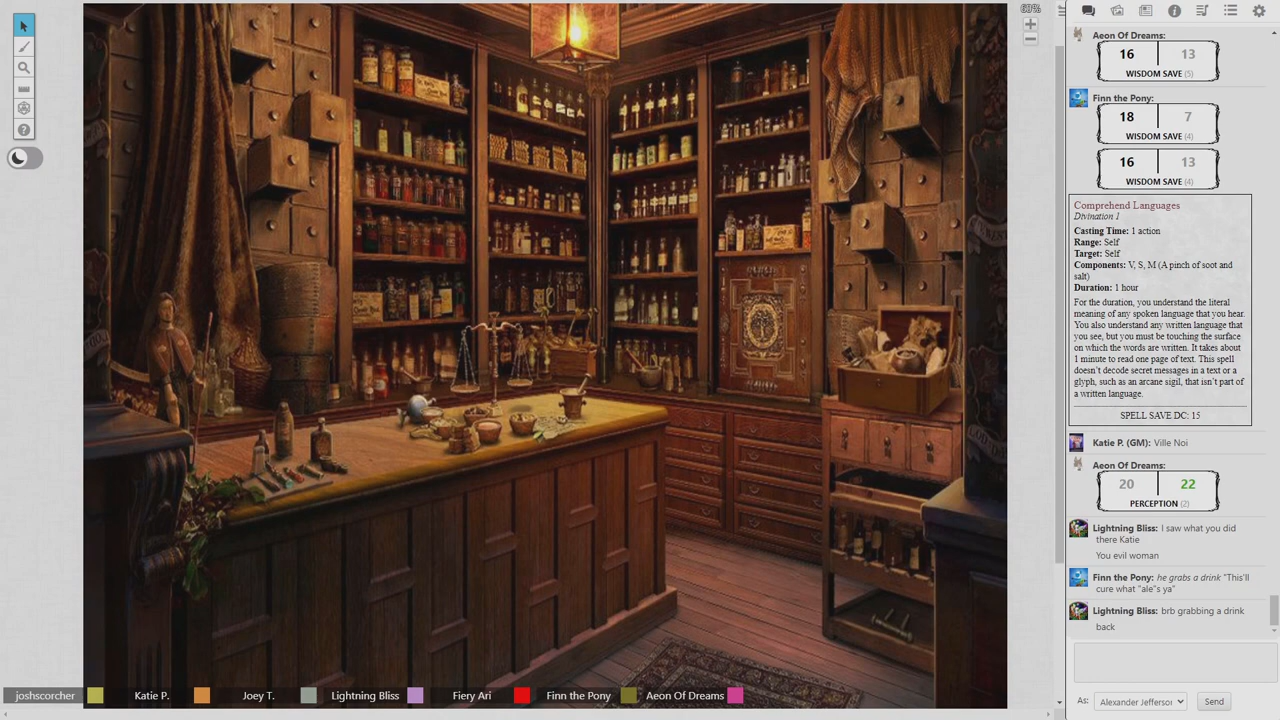 60%
Aeon Of Dreams:
16 13
WISDOM SAVE (5)
Finn the Pony:
18 7
WISDOM SAVE (4)
16 13
WISDOM SAVE (4)
Comprehend Languages
Divination 1
Casting Time: 1 action
Range: Self
Target: Self
Components: V, S, M (A pinch of soot and
salt)
Duration: 1 hour
For the duration, you understand the literal
meaning of any spoken language that you hear.
You also understand any written language that
you see, but you must be touching the surface
on which the words are written. It takes about
1 minute to read one page of text. This spell
doesn't decode secret messages in a text or a
glyph, such as an arcane sigil, that isn't part of
a written language.
SPELL SAVE DC: 15
Katie P. (GM): Ville Noi
Aeon Of Dreams:
20 22
PERCEPTION (2)
Lightning Bliss: I saw what you did
there Katie
You evil woman
Finn the Pony: he grabs a drink "This'll
cure what "ale"s ya"
Lightning Bliss: brb grabbing a drink
back
As: Alexander Jefferson Send
joshscorcher Katie P. Joey T. Lightning Bliss Fiery Ari Finn the Pony Aeon Of Dreams